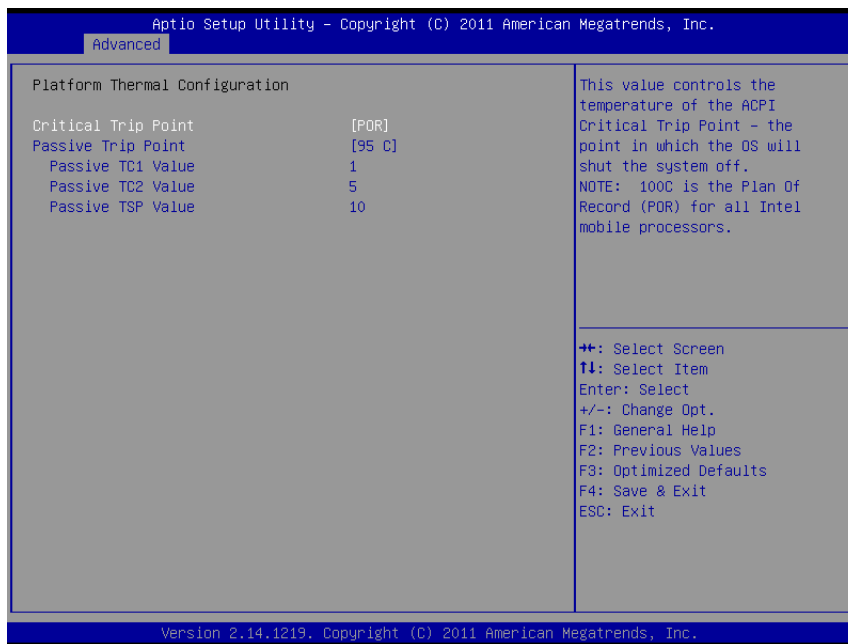 Aptio Setup Utility – Copyright (C) 2011 American Megatrends, Inc.
Advanced
Platform Thermal Configuration
Critical Trip Point [POR]
Passive Trip Point [95 C]
Passive TC1 Value 1
Passive TC2 Value 5
Passive TSP Value 10
This value controls the
temperature of the ACPI
Critical Trip Point – the
point in which the OS will
shut the system off.
NOTE: 100C is the Plan Of
Record (POR) for all Intel
mobile processors.
→←: Select Screen
↑↓: Select Item
Enter: Select
+/-: Change Opt.
F1: General Help
F2: Previous Values
F3: Optimized Defaults
F4: Save & Exit
ESC: Exit
Version 2.14.1219. Copyright (C) 2011 American Megatrends, Inc.